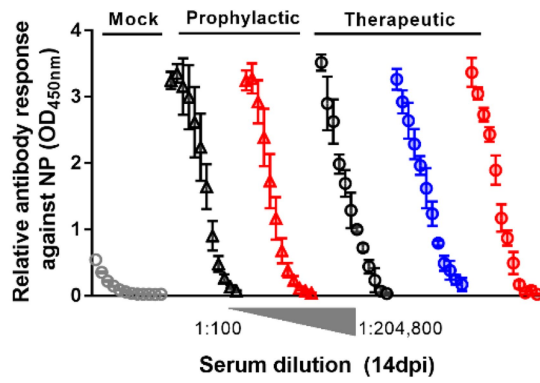 Mock Prophylactic Therapeutic
Relative antibody response
against NP (OD450nm)
4
3
2
1
0
1:100 1:204,800
Serum dilution (14dpi)